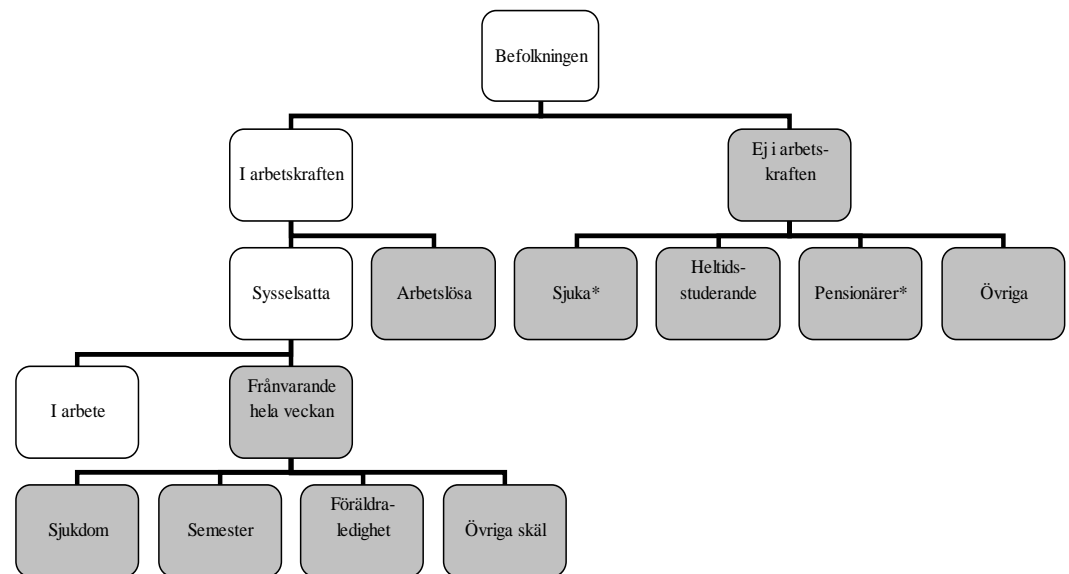 Befolkningen
I arbetskraften
Ej i arbets-
kraften
Sysselsatta
Arbetslösa
Sjuka*
Heltids-
studerande
Pensionärer*
Övriga
I arbete
Frånvarande
hela veckan
Sjukdom
Semester
Föräldra-
ledighet
Övriga skäl